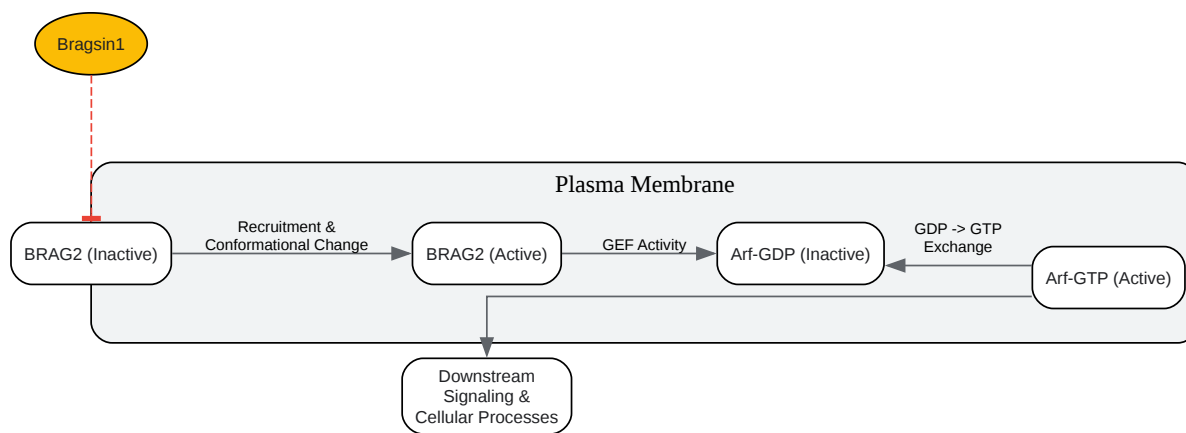 Bragsin1
Plasma Membrane
BRAG2 (Inactive)
Recruitment &
Conformational Change
BRAG2 (Active)
GEF Activity
Arf-GDP (Inactive)
GDP -> GTP
Exchange
Arf-GTP (Active)
Downstream
Signaling &
Cellular Processes